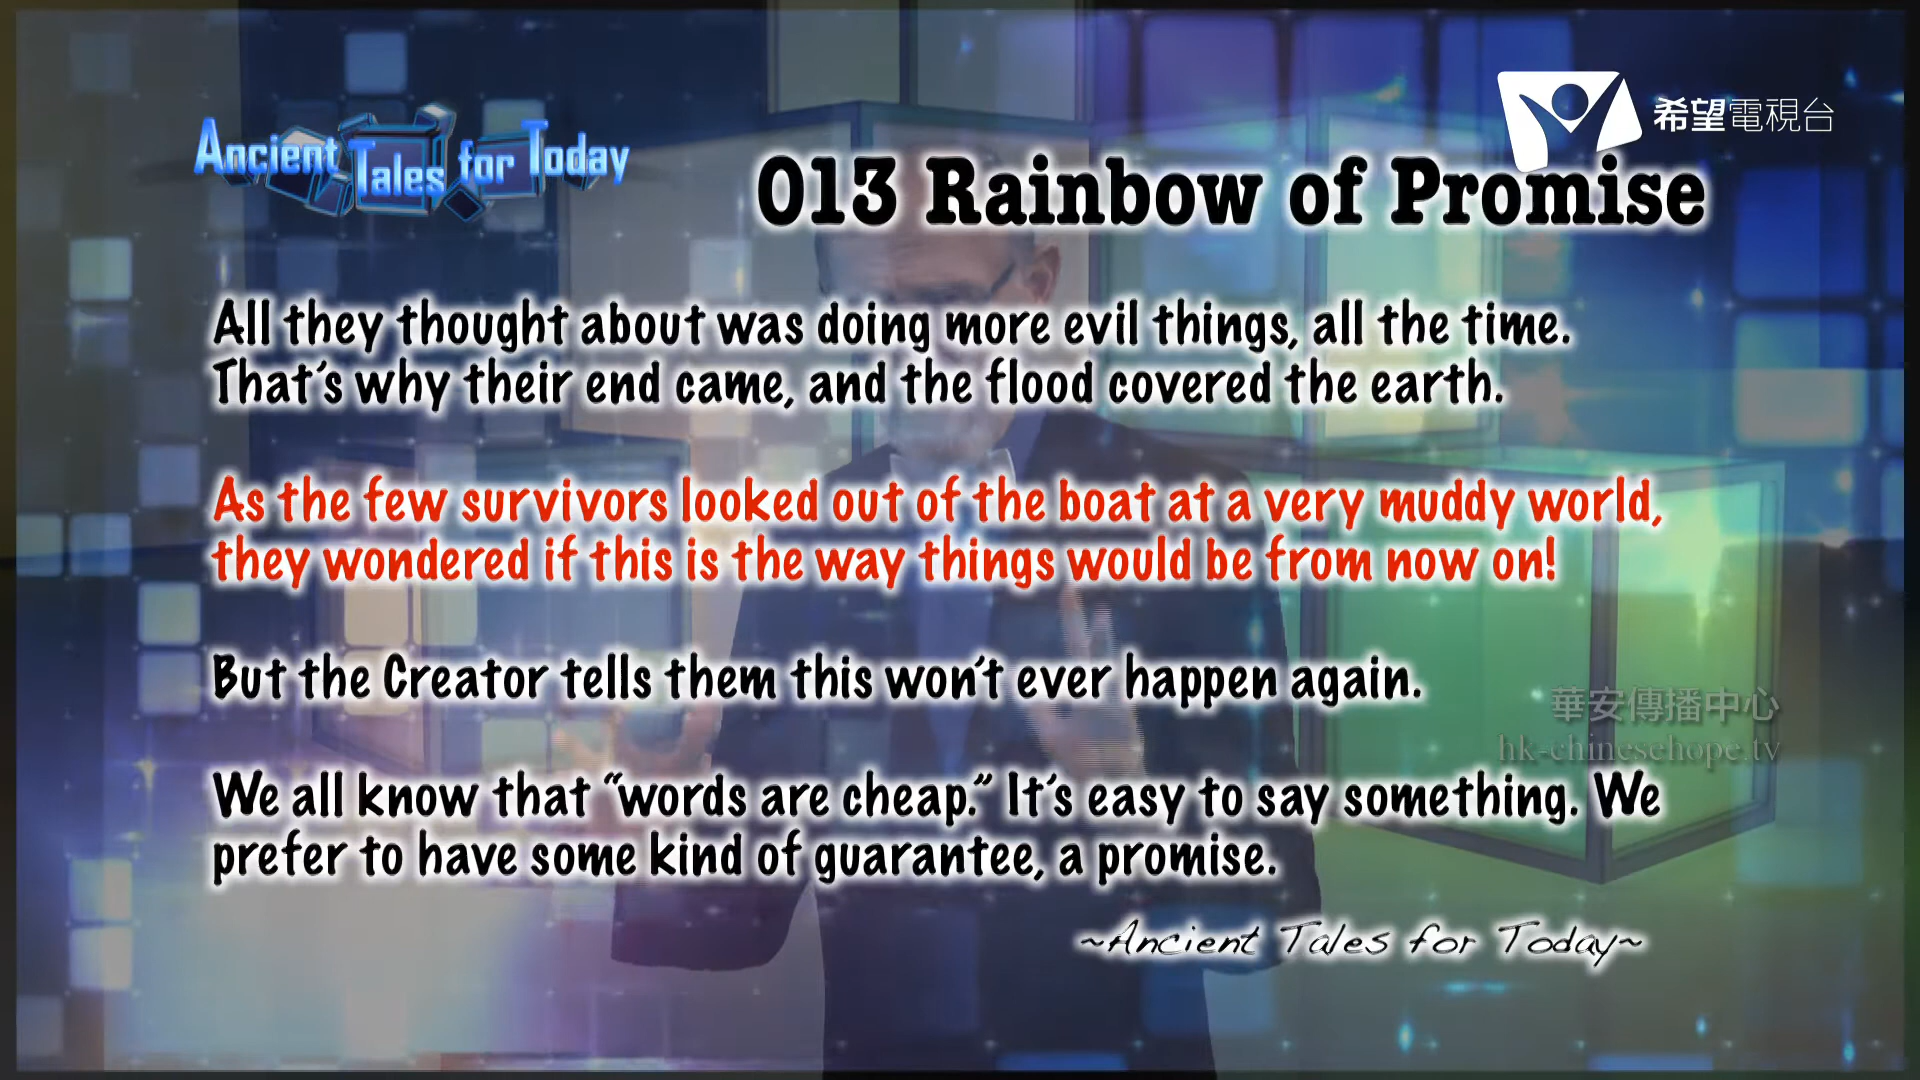 Ancient Tales for Today
希望電視台
013 Rainbow of Promise
All they thought about was doing more evil things, all the time.
That's why their end came, and the flood covered the earth.
As the few survivors looked out of the boat at a very muddy world,
they wondered if this is the way things would be from now on!
But the Creator tells them this won't ever happen again.
華安傳播中心
hk-chinesehope.tv
We all know that “words are cheap.” It's easy to say something. We
prefer to have some kind of guarantee, a promise.
~Ancient Tales for Today~